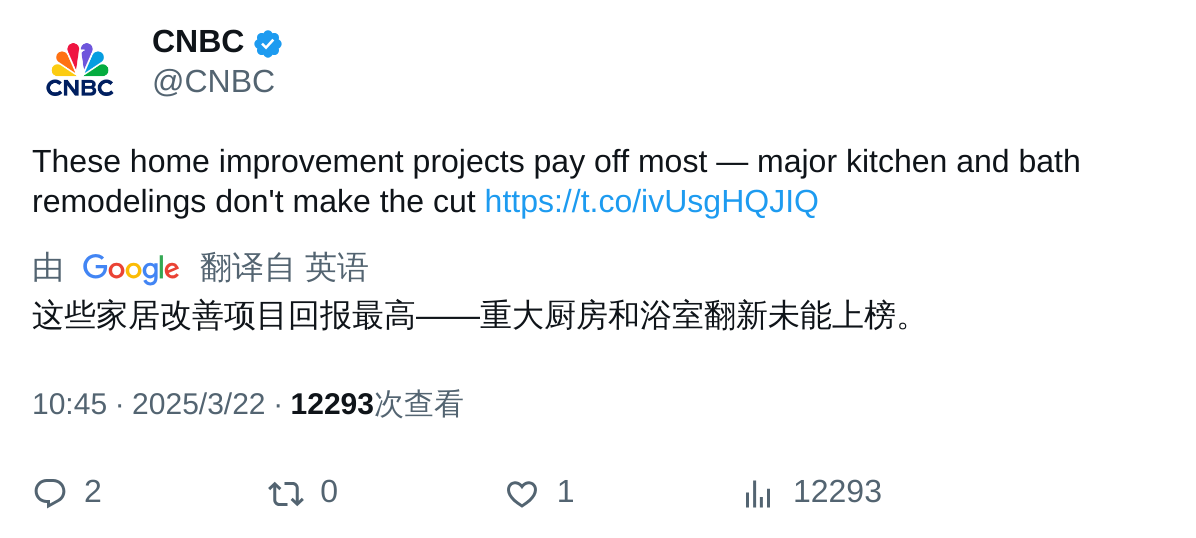 CNBC
CNBC
@CNBC
These home improvement projects pay off most — major kitchen and bath
remodelings don't make the cut https://t.co/ivUsgHQJIQ
由 Google 翻译自 英语
这些家居改善项目回报最高——重大厨房和浴室翻新未能上榜。
10:45 · 2025/3/22 · 12293次查看
2 0 1 12293